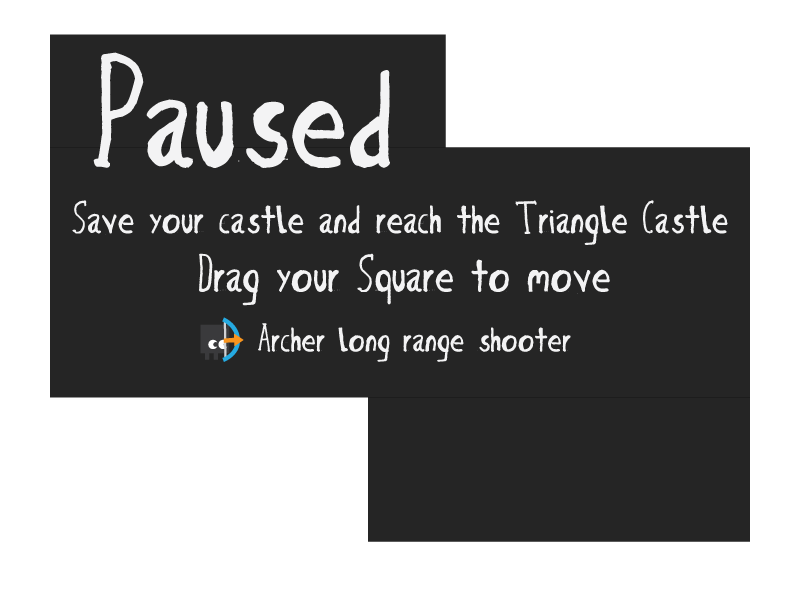 Paused
Save your castle and reach the Triangle Castle
Drag your Square to move
Archer long range shooter